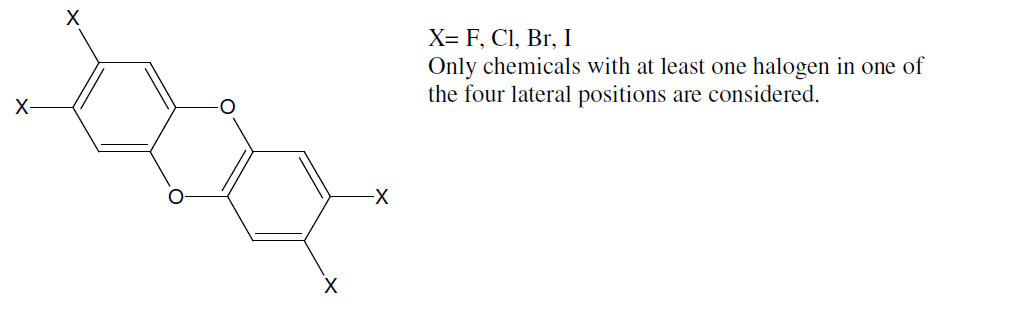 X
X= F, Cl, Br, I
Only chemicals with at least one halogen in one of
the four lateral positions are considered.
X
O
O
X
X